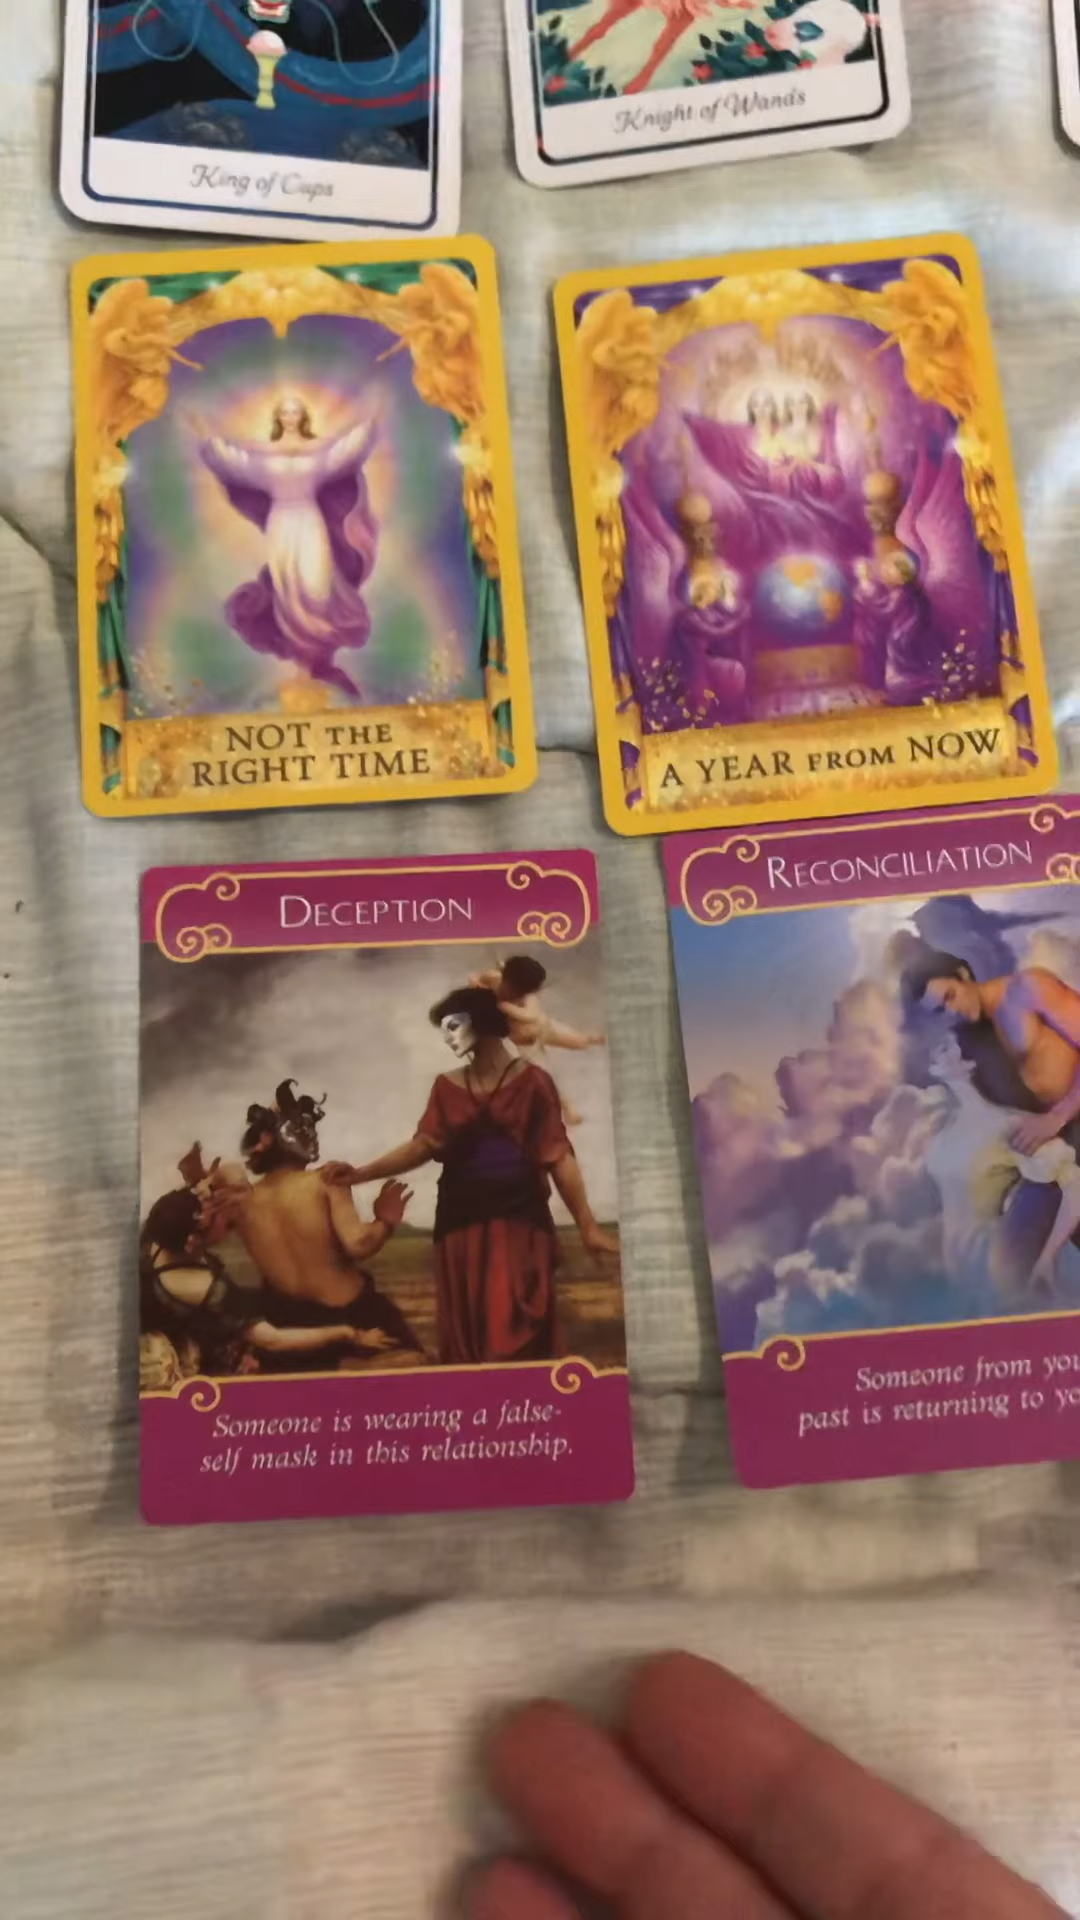 King of Cups
Knight of Wands
NOT THE
RIGHT TIME
A YEAR FROM NOW
DECEPTION
Someone is wearing a false-
self mask in this relationship.
RECONCILIATION
Someone from
past is returning to